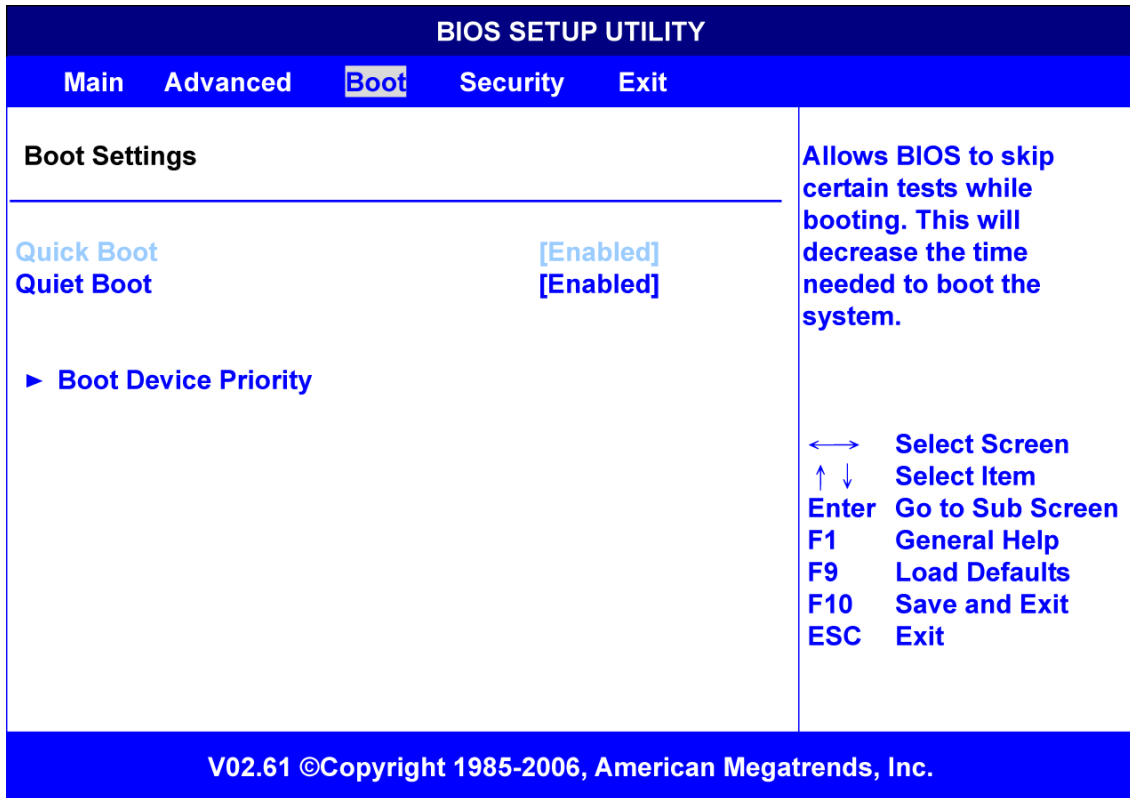 BIOS SETUP UTILITY
Main Advanced Boot Security Exit
Boot Settings
Quick Boot [Enabled]
Quiet Boot [Enabled]
► Boot Device Priority
Allows BIOS to skip
certain tests while
booting. This will
decrease the time
needed to boot the
system.
←→ Select Screen
↑ ↓ Select Item
Enter Go to Sub Screen
F1 General Help
F9 Load Defaults
F10 Save and Exit
ESC Exit
V02.61 ©Copyright 1985-2006, American Megatrends, Inc.